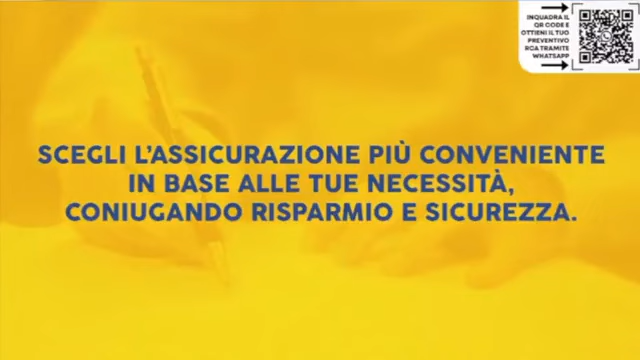 INQUADRA IL
QR CODE E
OTTIENI IL TUO
PREVENTIVO
RCA TRAMITE
WHATSAPP
SCEGLI L'ASSICURAZIONE PIÙ CONVENIENTE
IN BASE ALLE TUE NECESSITÀ,
CONIUGANDO RISPARMIO E SICUREZZA.